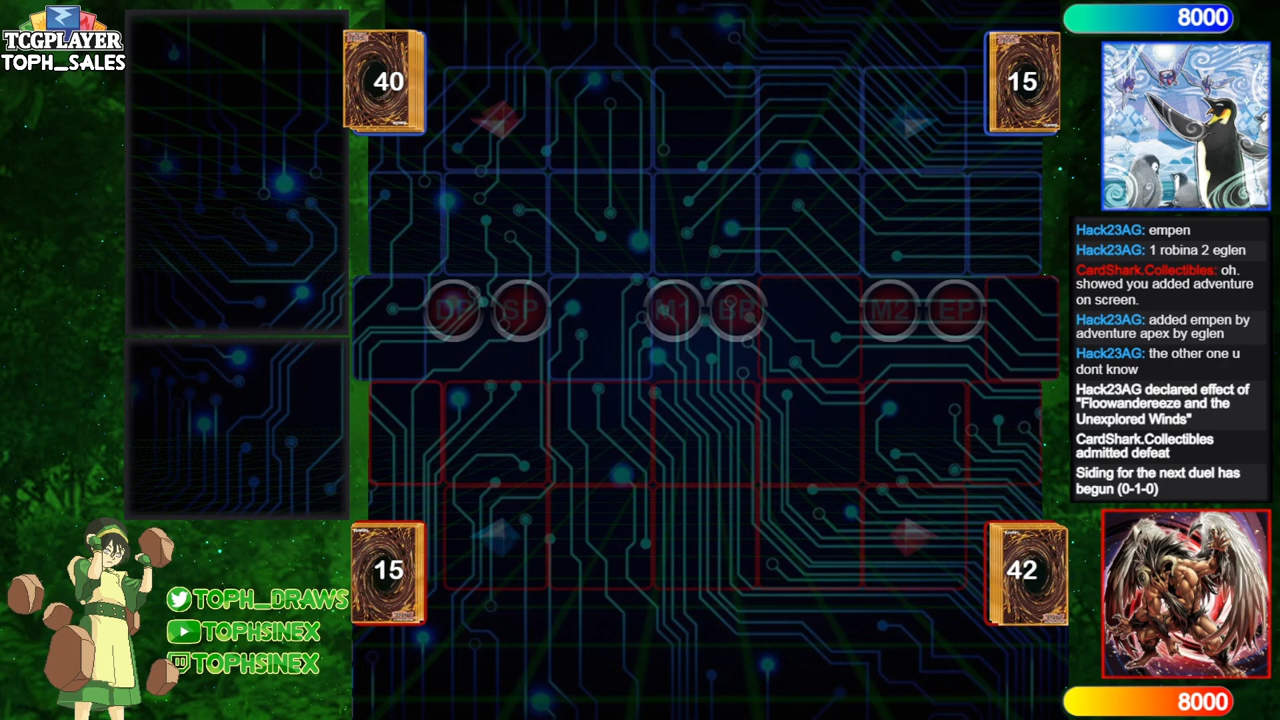 TCGPLAYER
TOPH_SALES
40
15
8000
Hack23AG: empen
Hack23AG: 1 robina 2 eglen
CardShark.Collectibles: oh.
showed you added adventure
on screen.
Hack23AG: added empen by
adventure apex by eglen
Hack23AG: the other one u
dont know
Hack23AG declared effect of
"Floowandereeze and the
Unexplored Winds"
CardShark.Collectibles
admitted defeat
Siding for the next duel has
begun (0-1-0)
DP SP M1 BP M2 EP
15
42
TOPH_DRAWS
TOPHSINEX
TOPHSINEX
8000